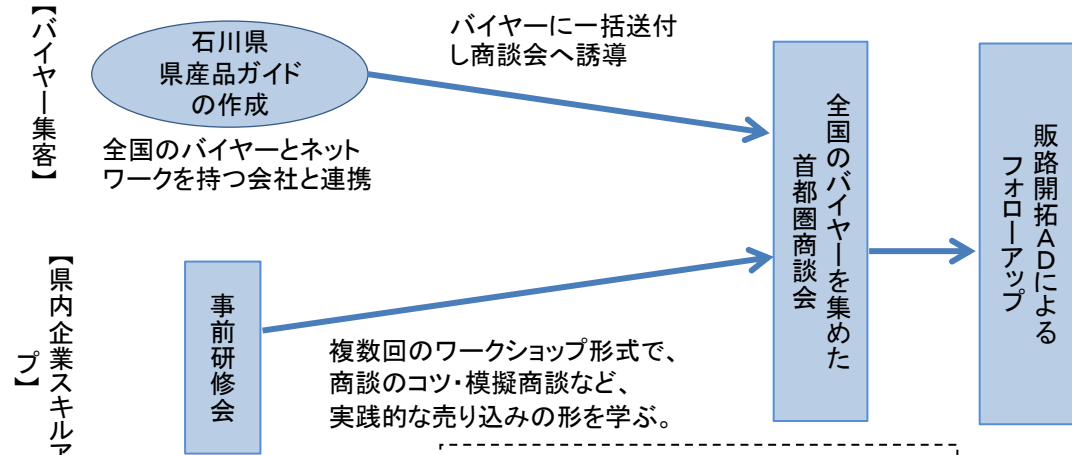 【バイヤー集客】
石川県
県産品ガイド
の作成
バイヤーに一括送付
し商談会へ誘導
全国のバイヤーとネット
ワークを持つ会社と連携
全国のバイヤーを集めた
首都圏商談会
販路開拓ADによる
フォローアップ
【県内企業スキルア
プ】
事前研修会
複数回のワークショップ形式で、
商談のコツ・模擬商談など、
実践的な売り込みの形を学ぶ。